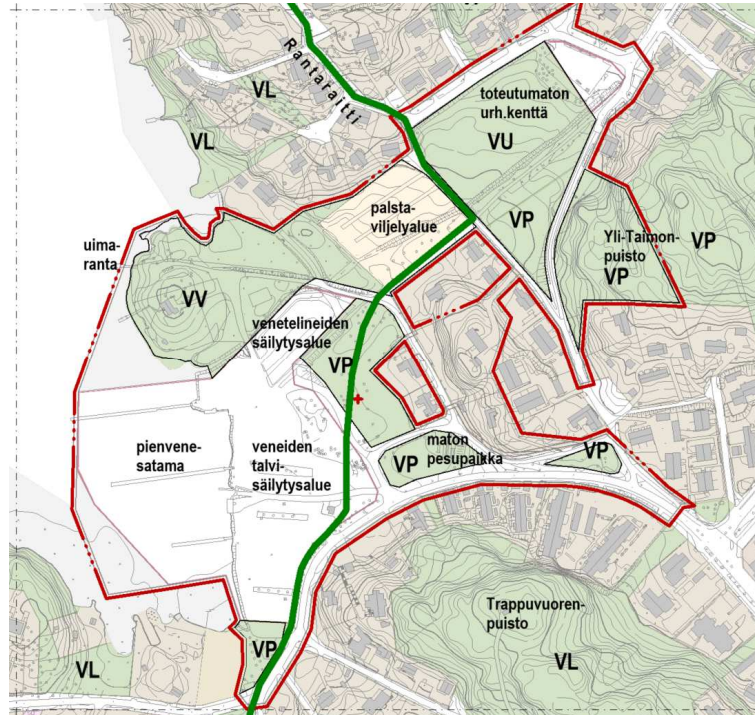 Rantaraitti
VL
VL
toteutumaton
urh.kenttä
VU
palsta-
viljelyalue
VP
Yli-Taimon-
puisto
VP
VP
uima-
ranta
VV
venetelineiden
säilytysalue
VP
pienvene-
satama
veneiden
talvi-
säilytysalue
maton
pesupaikka
VP
VP
Trappuvuoren-
puisto
VL
VP
VL